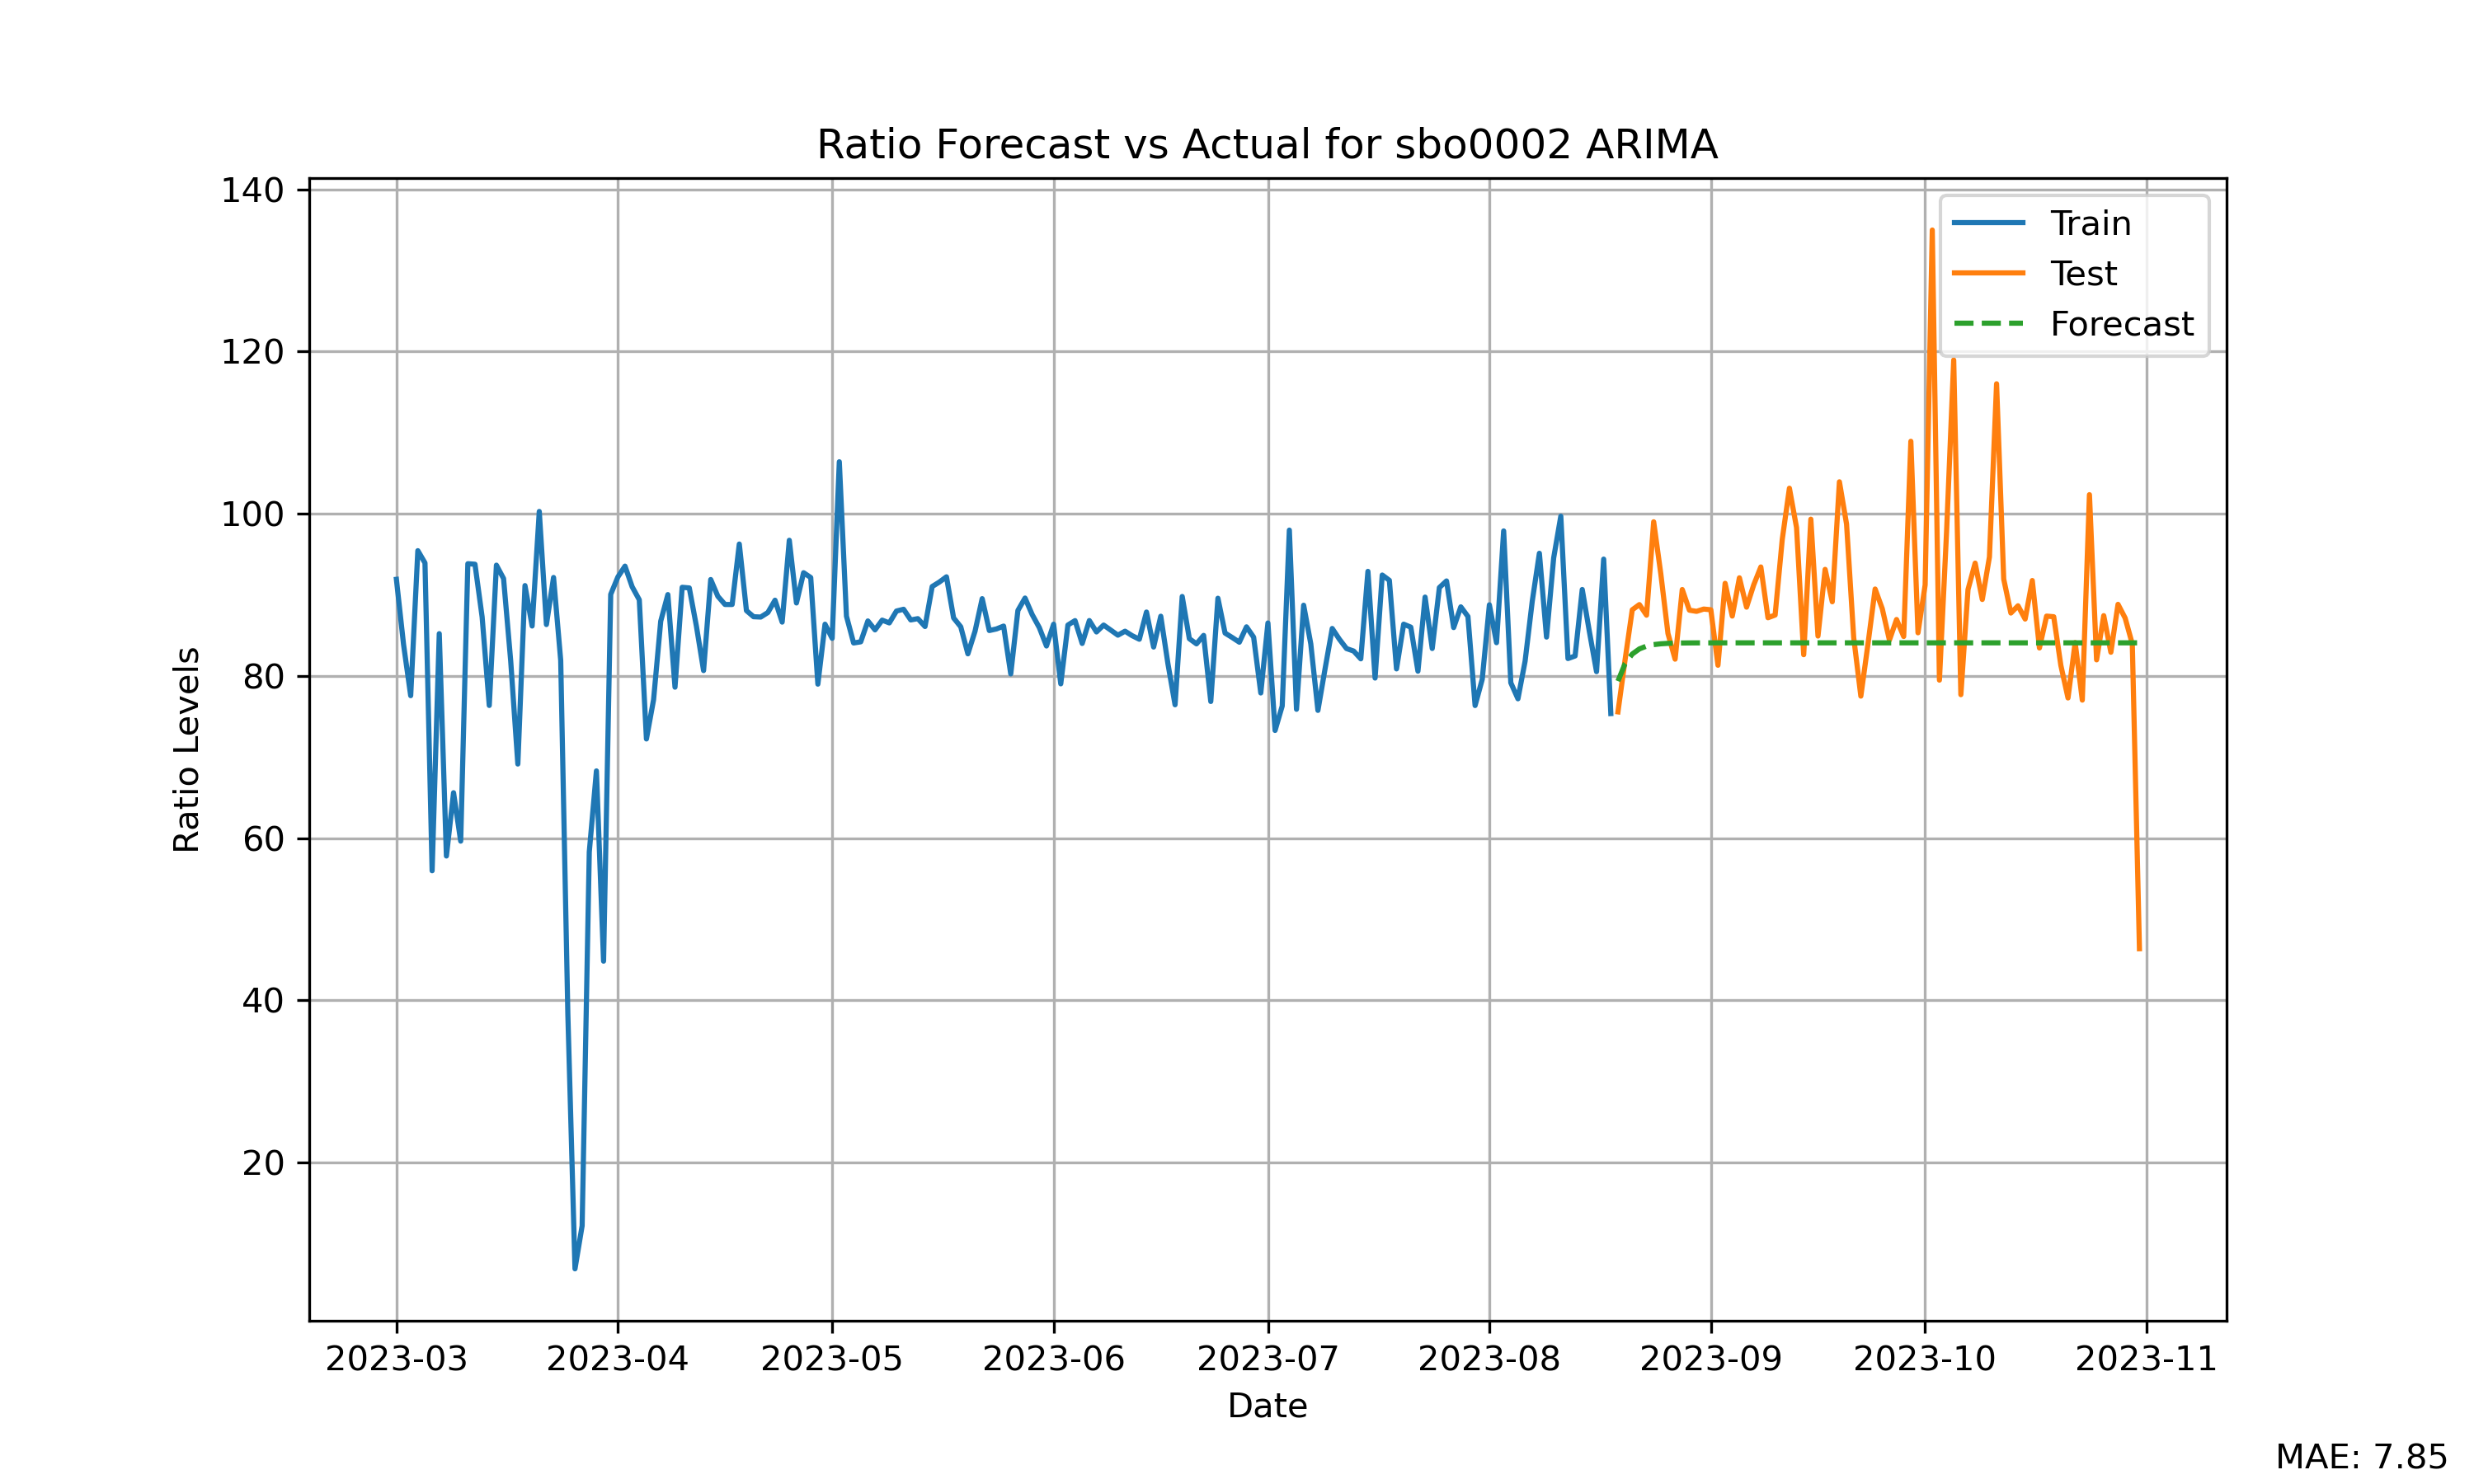 Ratio Forecast vs Actual for sbo0002 ARIMA
140
120
100
80
60
40
20
Ratio Levels
Train
Test
Forecast
2023-03
2023-04
2023-05
2023-06
2023-07
2023-08
2023-09
2023-10
2023-11
Date
MAE: 7.85